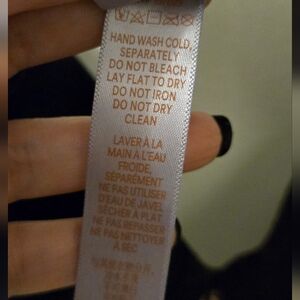 HAND WASH COLD,
SEPARATELY
DO NOT BLEACH
LAY FLAT TO DRY
DO NOT IRON
DO NOT DRY
CLEAN
LAVER À LA
MAIN À L'EAU
FROIDE,
SÉPARÉMENT
NE PAS UTILISER
D'EAU DE JAVEL
SÉCHER À PLAT
NE PAS REPASSER
NE PAS NETTOYER
À SEC